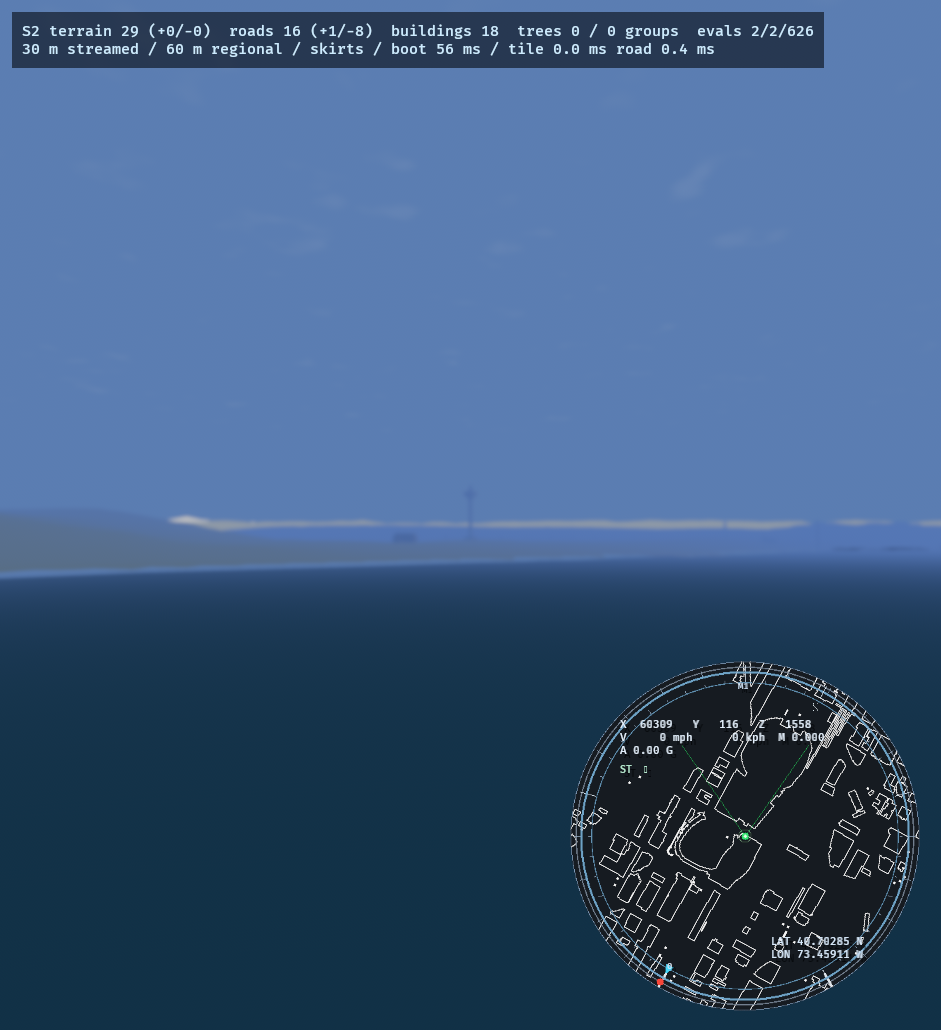 S2 terrain 29 (+0/-0)  roads 16 (+1/-8)  buildings 18  trees 0 / 0 groups  evals 2/2/626
30 m streamed / 60 m regional / skirts / boot 56 ms / tile 0.0 ms road 0.4 ms
M1
X 60309 Y 116 Z 1558
V 0 mph 0 kph M 0.000
A 0.00 G
ST
LAT 40.70285 N
LON 73.45911 W